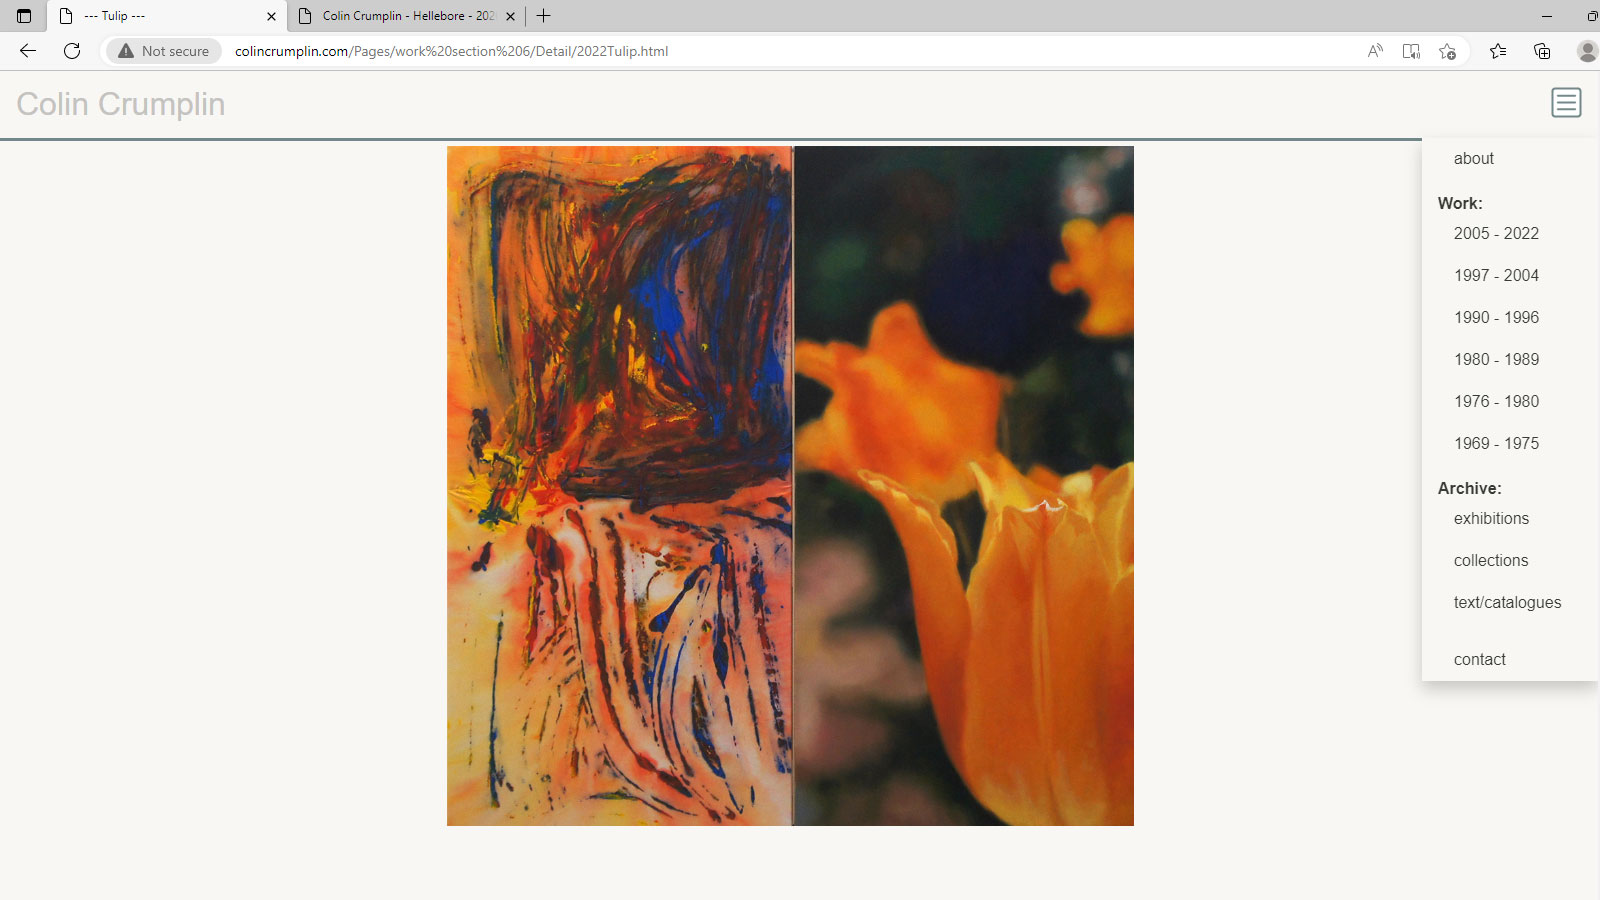 --- Tulip ---
Colin Crumplin - Hellebore - 202
Not secure
colincrumplin.com/Pages/work%20section%206/Detail/2022Tulip.html
Colin Crumplin
about
Work:
2005 - 2022
1997 - 2004
1990 - 1996
1980 - 1989
1976 - 1980
1969 - 1975
Archive:
exhibitions
collections
text/catalogues
contact